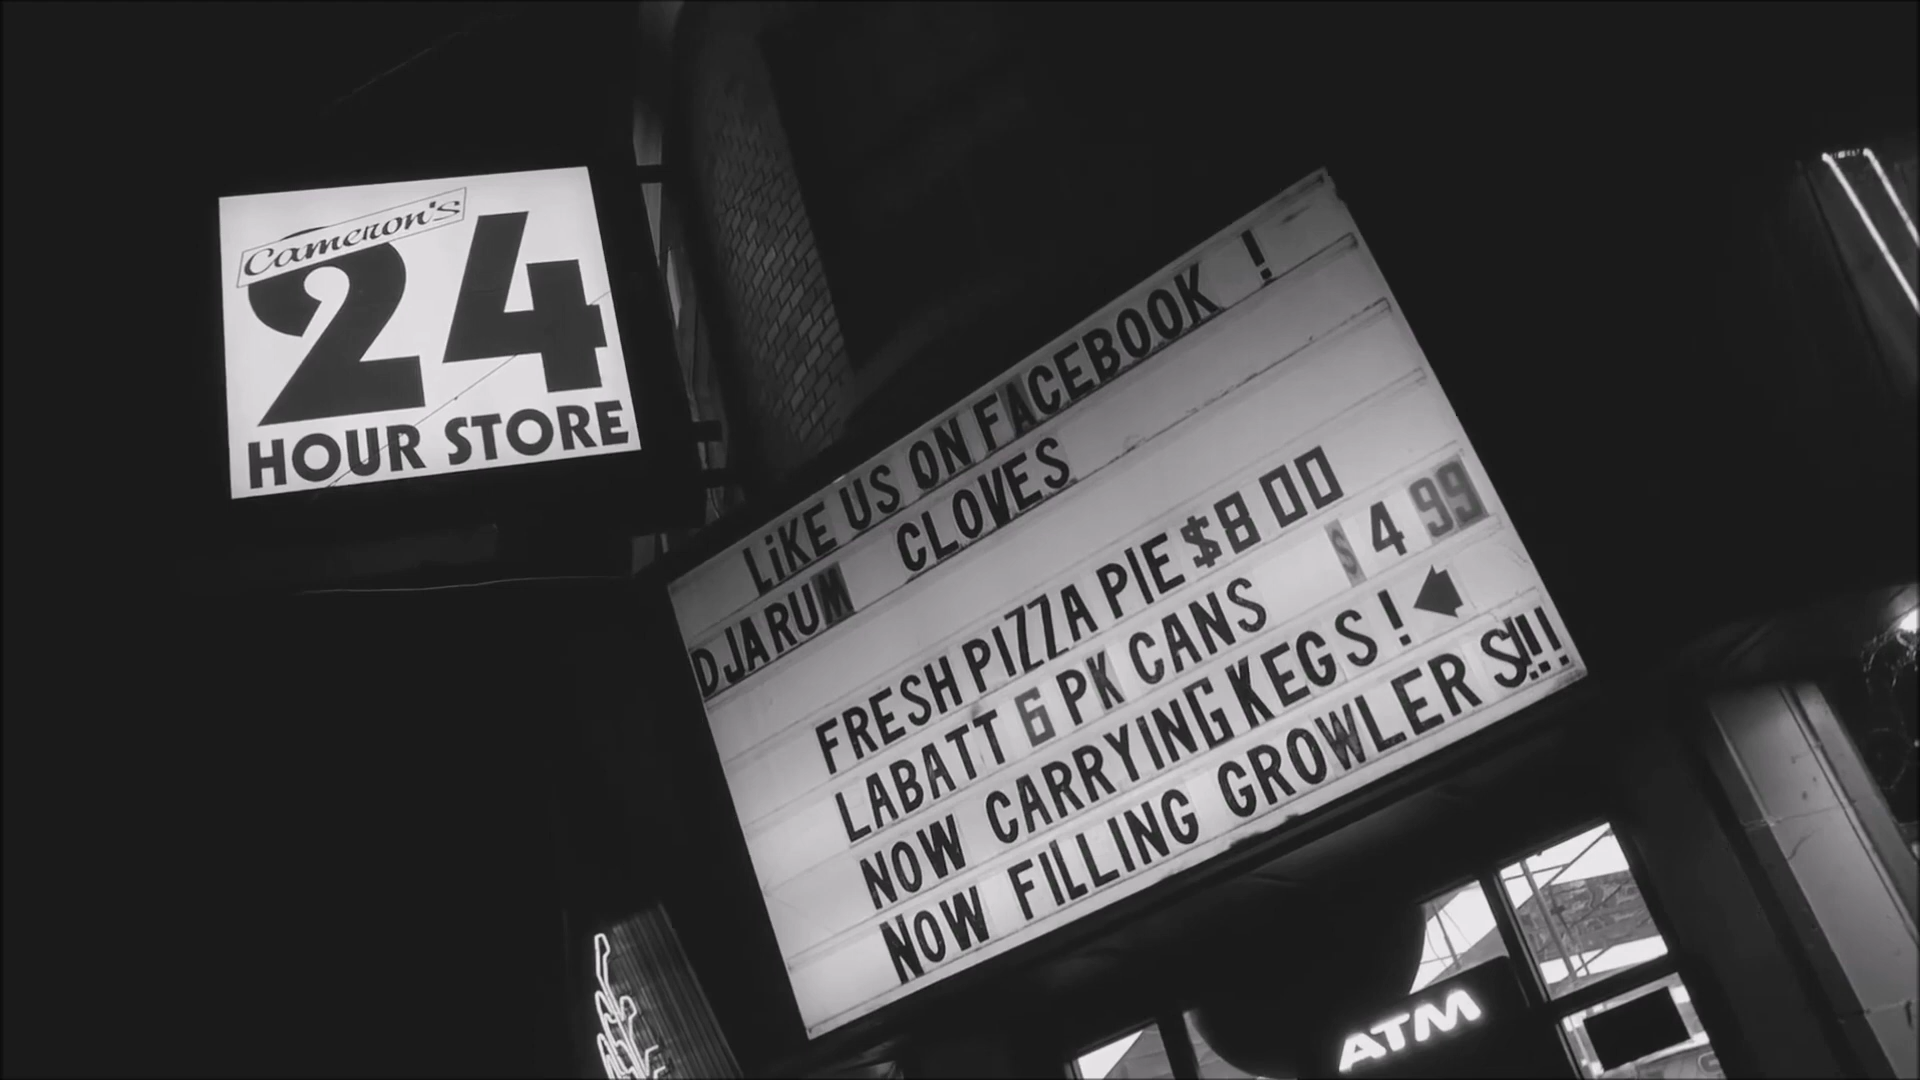 Cameron's
24
HOUR STORE
LiKE US ON FACEBOOK !
DJARUM CLOVES
FRESH PIZZA PIE $8 00
LABATT 6 PK CANS $4 99
NOW CARRYING KEGS!
NOW FILLING GROWLERS!!!
ATM